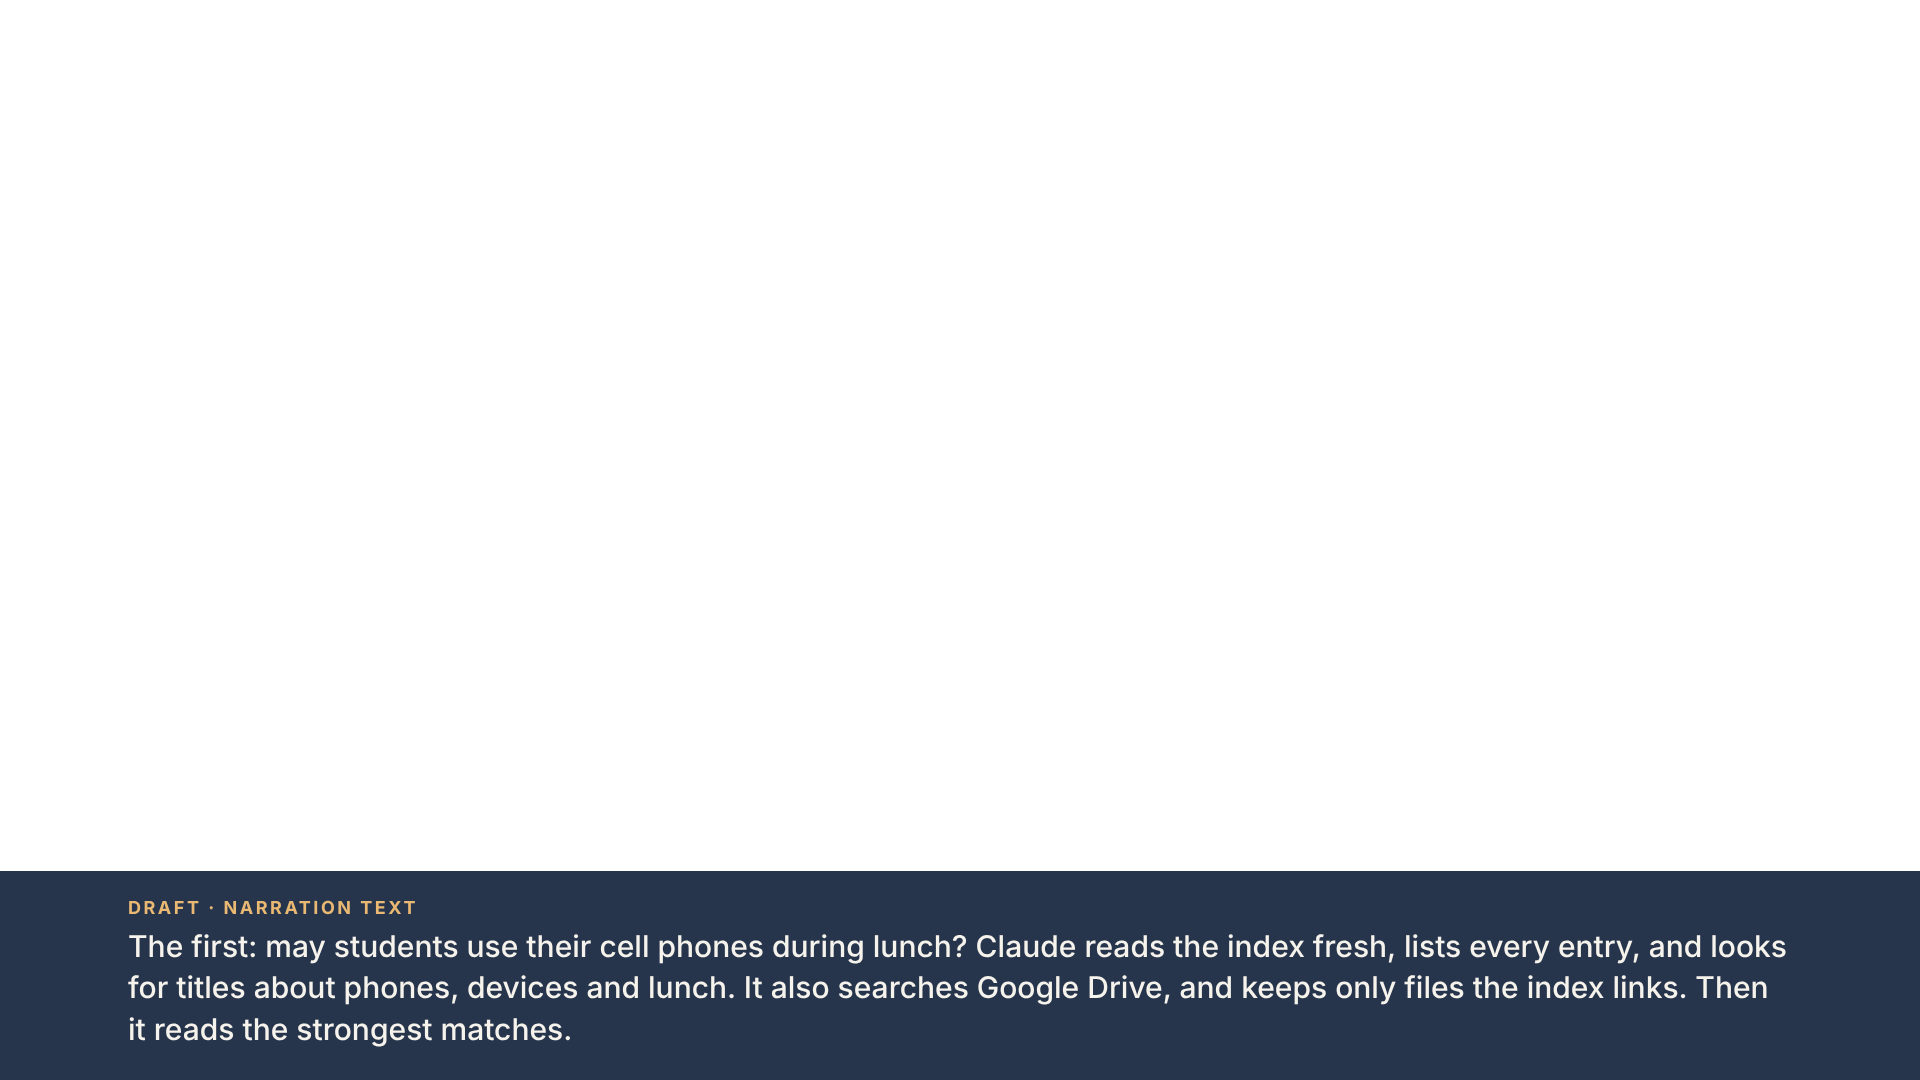 DRAFT · NARRATION TEXT
The first: may students use their cell phones during lunch? Claude reads the index fresh, lists every entry, and looks
for titles about phones, devices and lunch. It also searches Google Drive, and keeps only files the index links. Then
it reads the strongest matches.